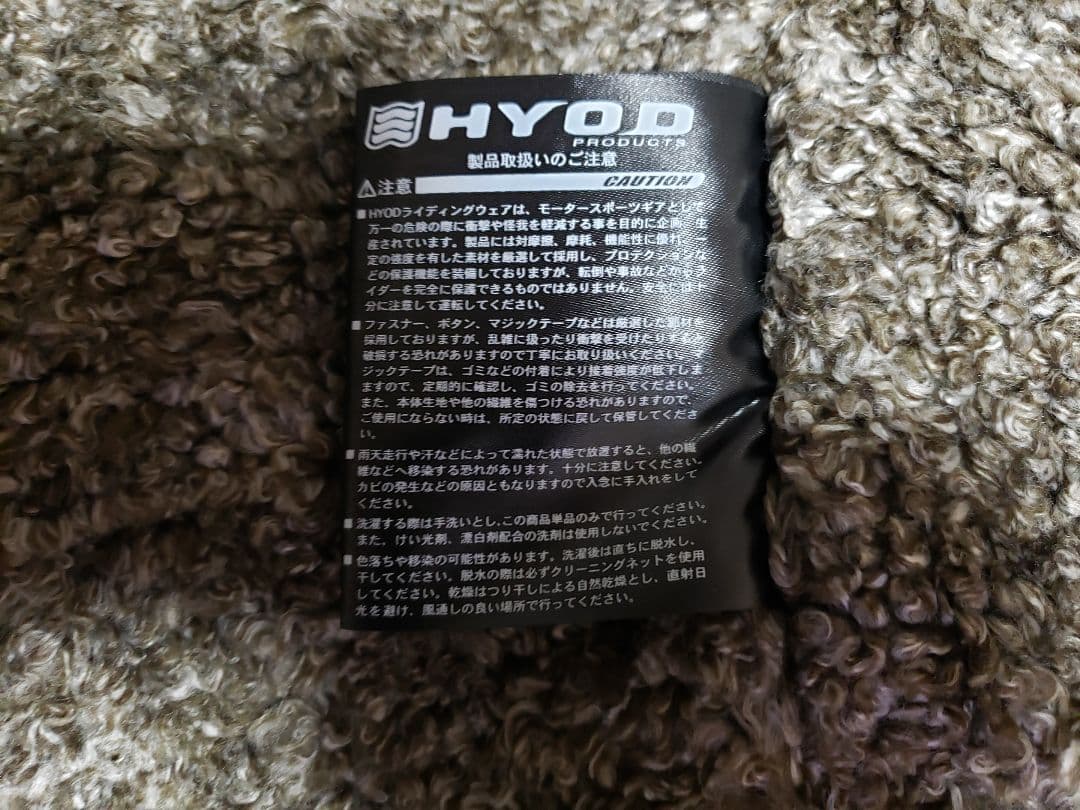 HYOD
PRODUCTS
製品取扱いのご注意
注意
CAUTION
■HYODライディングウェアは、モータースポーツギアとして
万一の危険の際に衝撃や怪我を軽減する事を目的に企画 生
産されています。製品には対摩擦、摩耗、機能性に優れ、一
定の強度を有した素材を厳選して採用し、プロテクションな
どの保護機能を装備しておりますが、転倒や事故などからラ
イダーを完全に保護できるものではありません。安全には十
分に注意して運転してください。
■ファスナー、ボタン、マジックテープなどは厳選した部材を
採用しておりますが、乱雑に扱ったり衝撃を受けたりすると
破損する恐れがありますので丁寧にお取り扱いください。マ
ジックテープは、ゴミなどの付着により接着強度が低下しま
ますので、定期的に確認し、ゴミの除去を行ってください。
また、本体生地や他の繊維を傷つける恐れがありますので、
ご使用にならない時は、所定の状態に戻して保管してくださ
い。
■雨天走行や汗などによって濡れた状態で放置すると、他の繊
維などへ移染する恐れがあります。十分に注意してください。
カビの発生などの原因ともなりますので入念に手入れをして
ください。
■洗濯する際は手洗いとし、この商品単品のみで行ってください。
また、けい光剤、漂白剤配合の洗剤は使用しないでください。
■色落ちや移染の可能性があります。洗濯後は直ちに脱水し、
干してください。脱水の際は必ずクリーニングネットを使用
してください。乾燥はつり干しによる自然乾燥とし、直射日
光を避け、風通しの良い場所で行ってください。